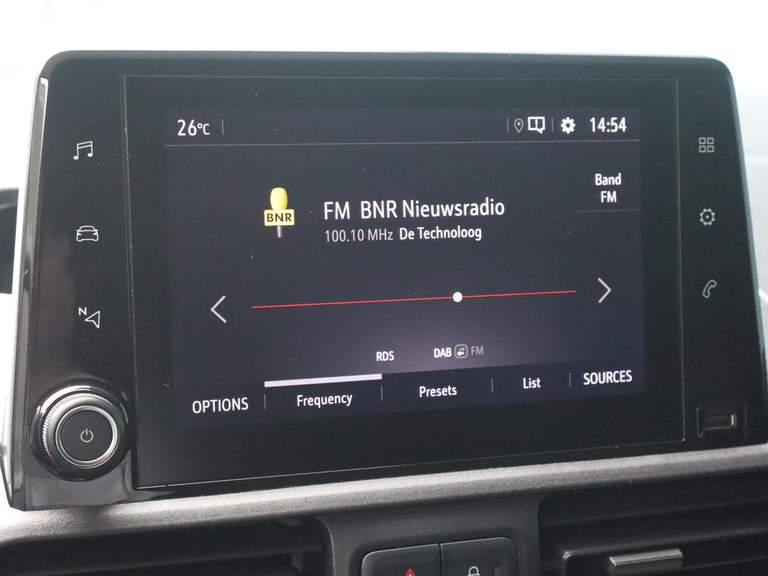 26°C
14:54
Band
FM
BNR
FM BNR Nieuwsradio
100.10 MHz De Technoloog
N
RDS DAB FM
OPTIONS Frequency Presets List SOURCES